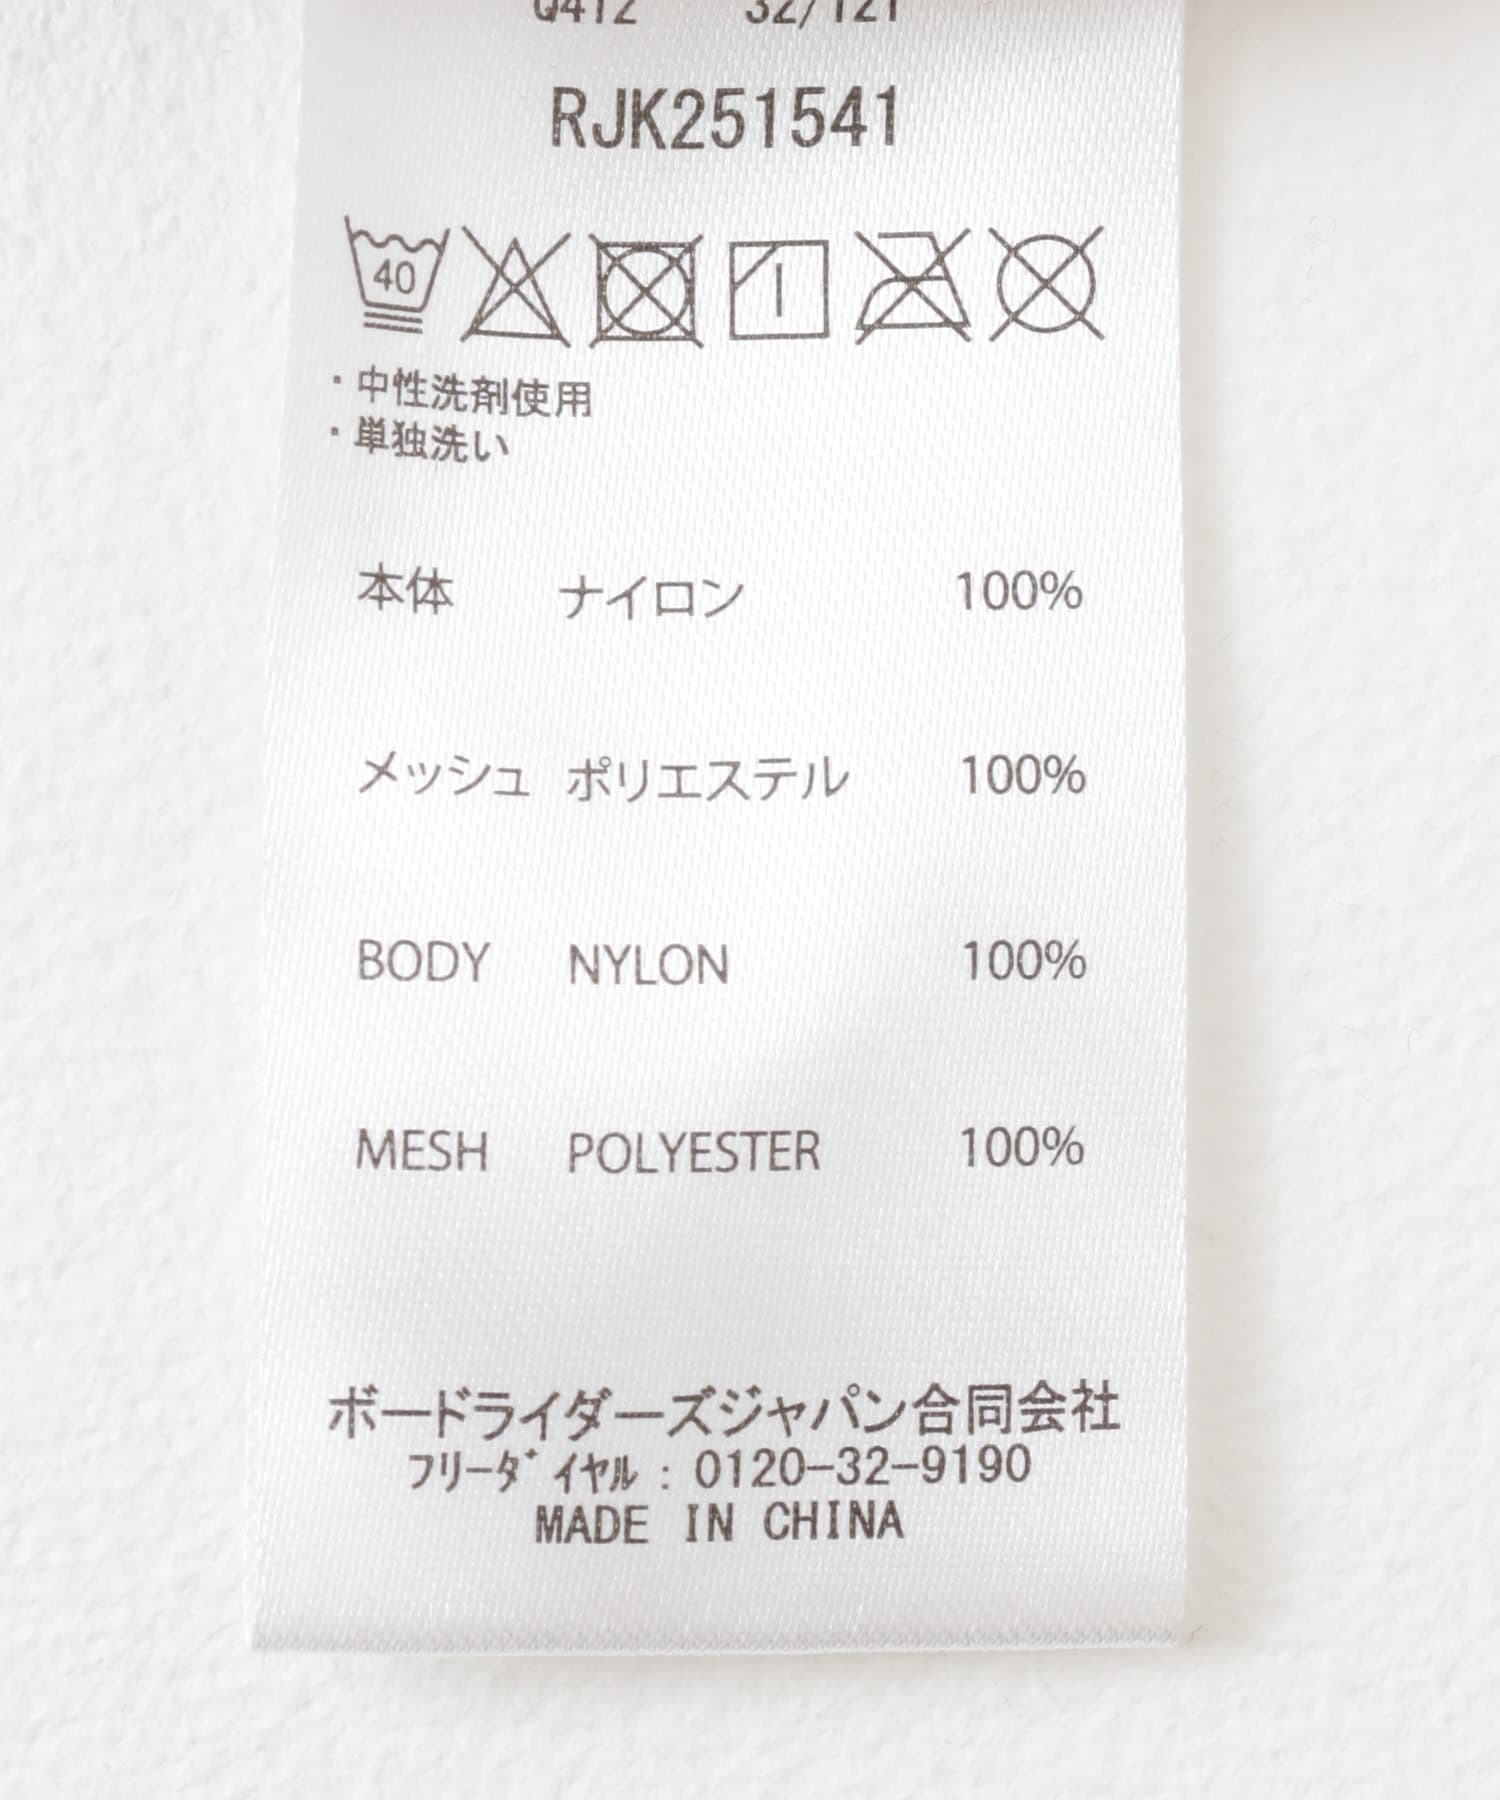 Q412 32/121
RJK251541
40
・中性洗剤使用
・単独洗い
本体 ナイロン 100%
メッシュ ポリエステル 100%
BODY NYLON 100%
MESH POLYESTER 100%
ボードライダーズジャパン合同会社
フリーダイヤル : 0120-32-9190
MADE IN CHINA